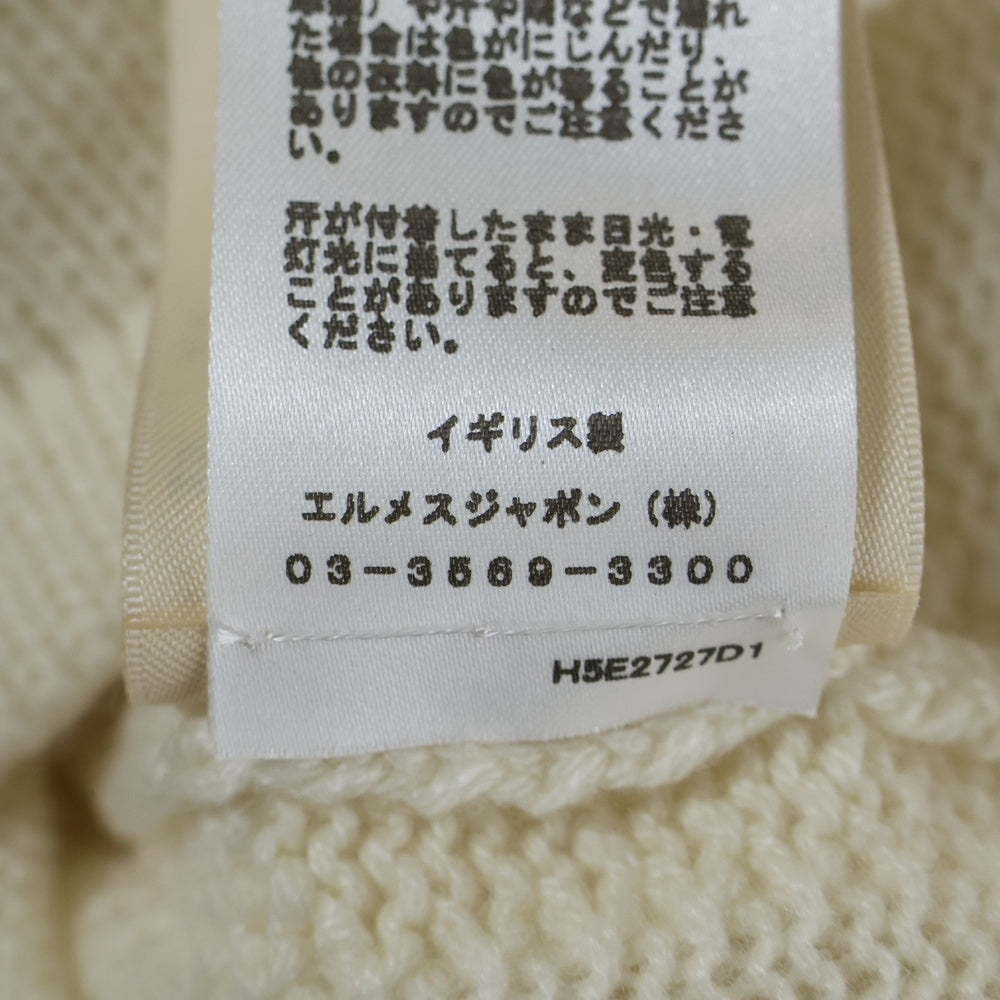 ）や汗や雨などで濡れ
た場合は色がにじんだり、
他の衣料に色が移ることが
ありますのでご注意くださ
い。
汗が付着したまま日光・電
灯光に当てると、変色する
ことがありますのでご注意
ください。
イギリス製
エルメスジャポン（株）
03-3569-3300
H5E2727D1